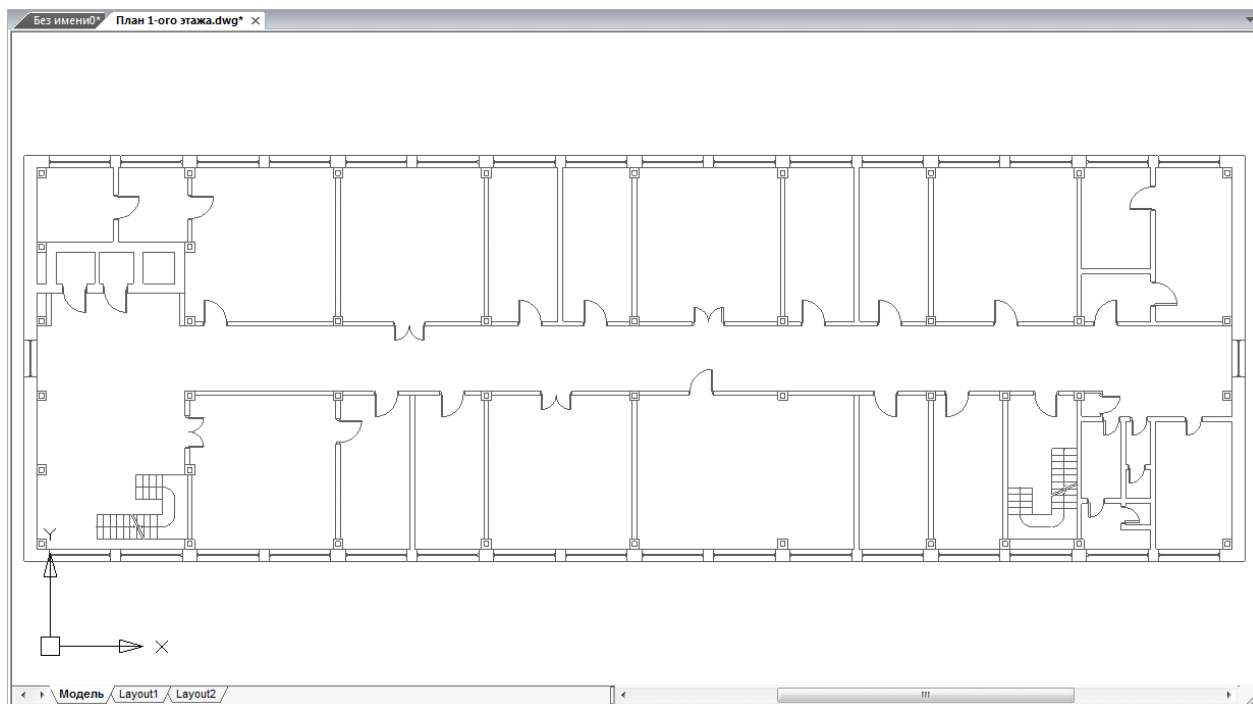 Без имени0*
План 1-ого этажа.dwg*
Y
X
Модель
Layout1
Layout2